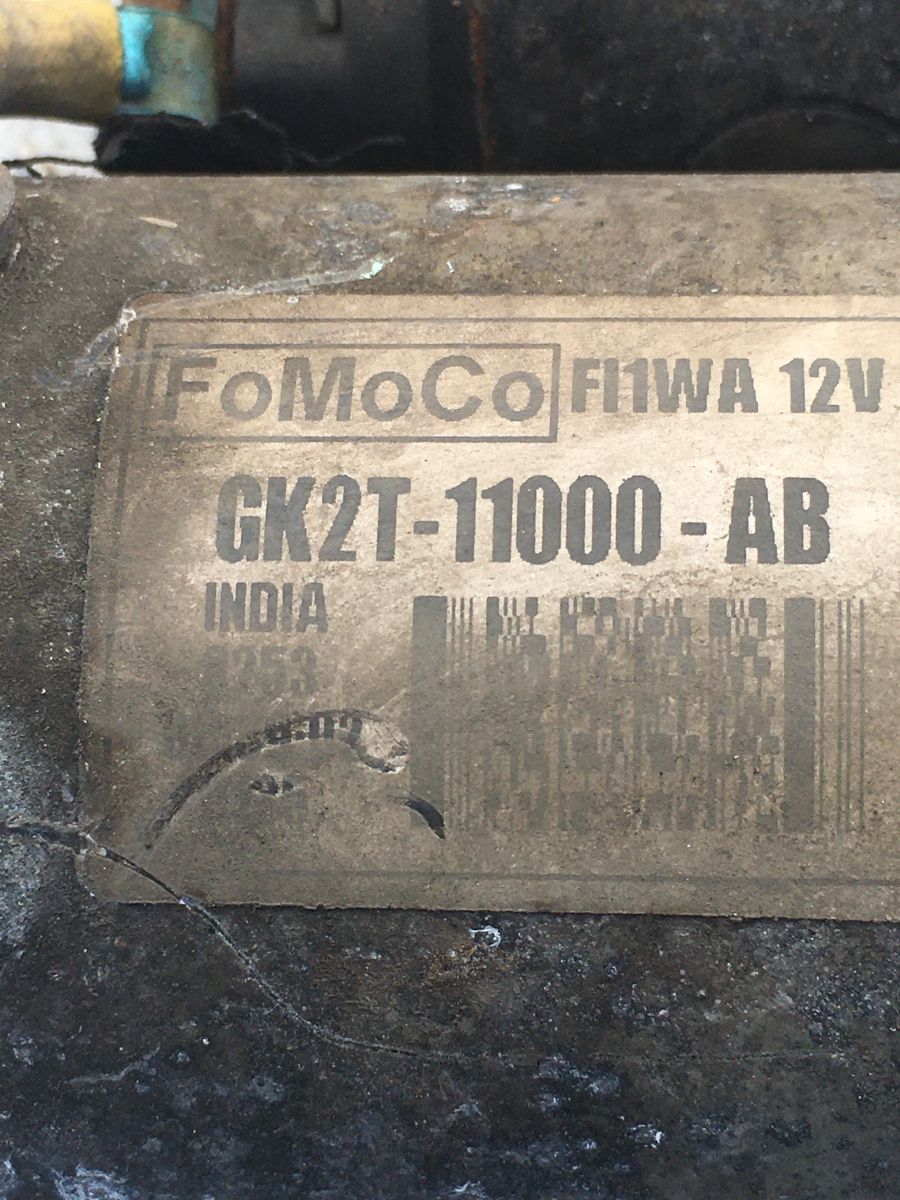 FoMoCo FI1WA 12V
GK2T-11000-AB
INDIA